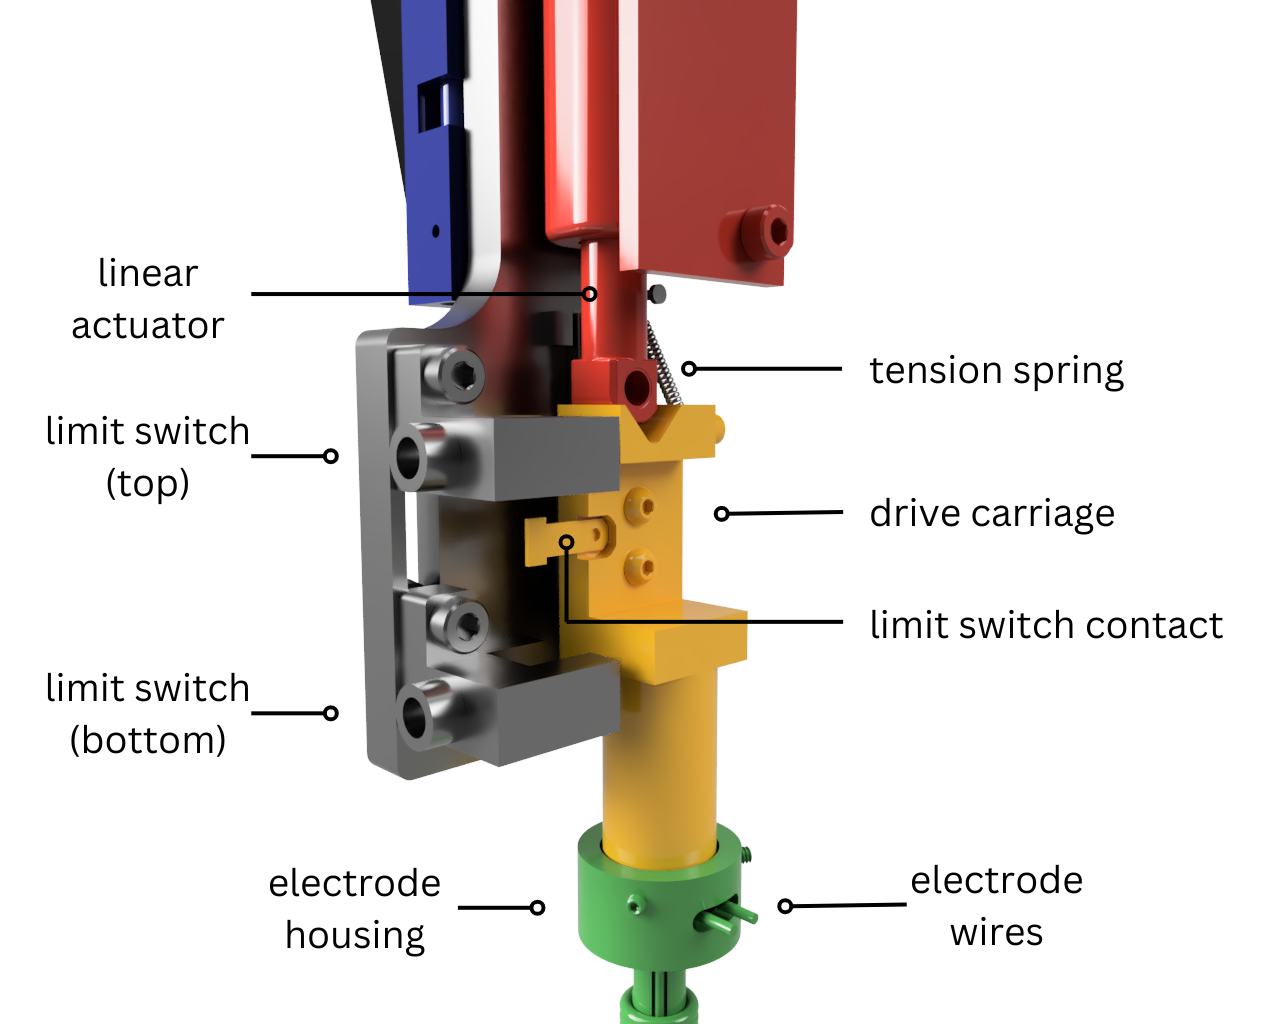 linear
actuator
limit switch
(top)
limit switch
(bottom)
electrode
housing
tension spring
drive carriage
limit switch contact
electrode
wires